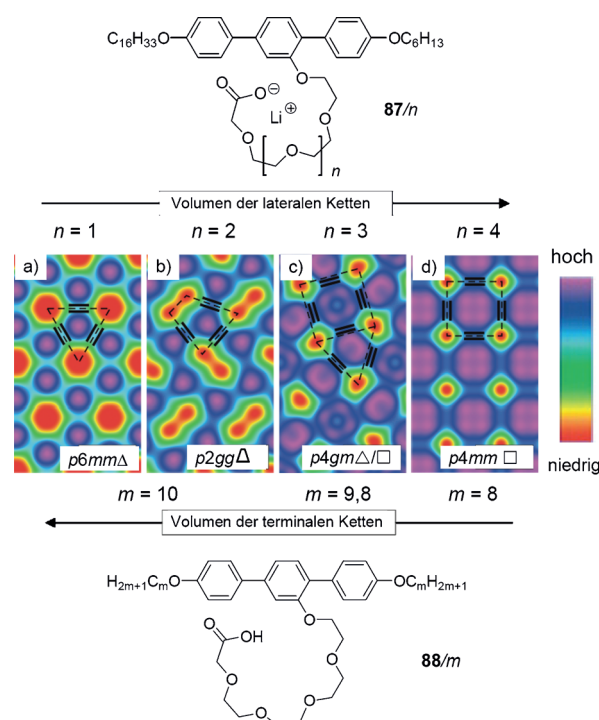 C16H33O OC6H13
O
O O⊖
Li⊕ O
87/n
O O O
n
Volumen der lateralen Ketten
n = 1 n = 2 n = 3 n = 4
a) b) c) d) hoch
p6mmΔ p2ggΔ p4gm△/□ p4mm □ niedrig
m = 10 m = 9,8 m = 8
Volumen der terminalen Ketten
H2m+1CmO OCmH2m+1
O
O OH
88/m
O O
O O